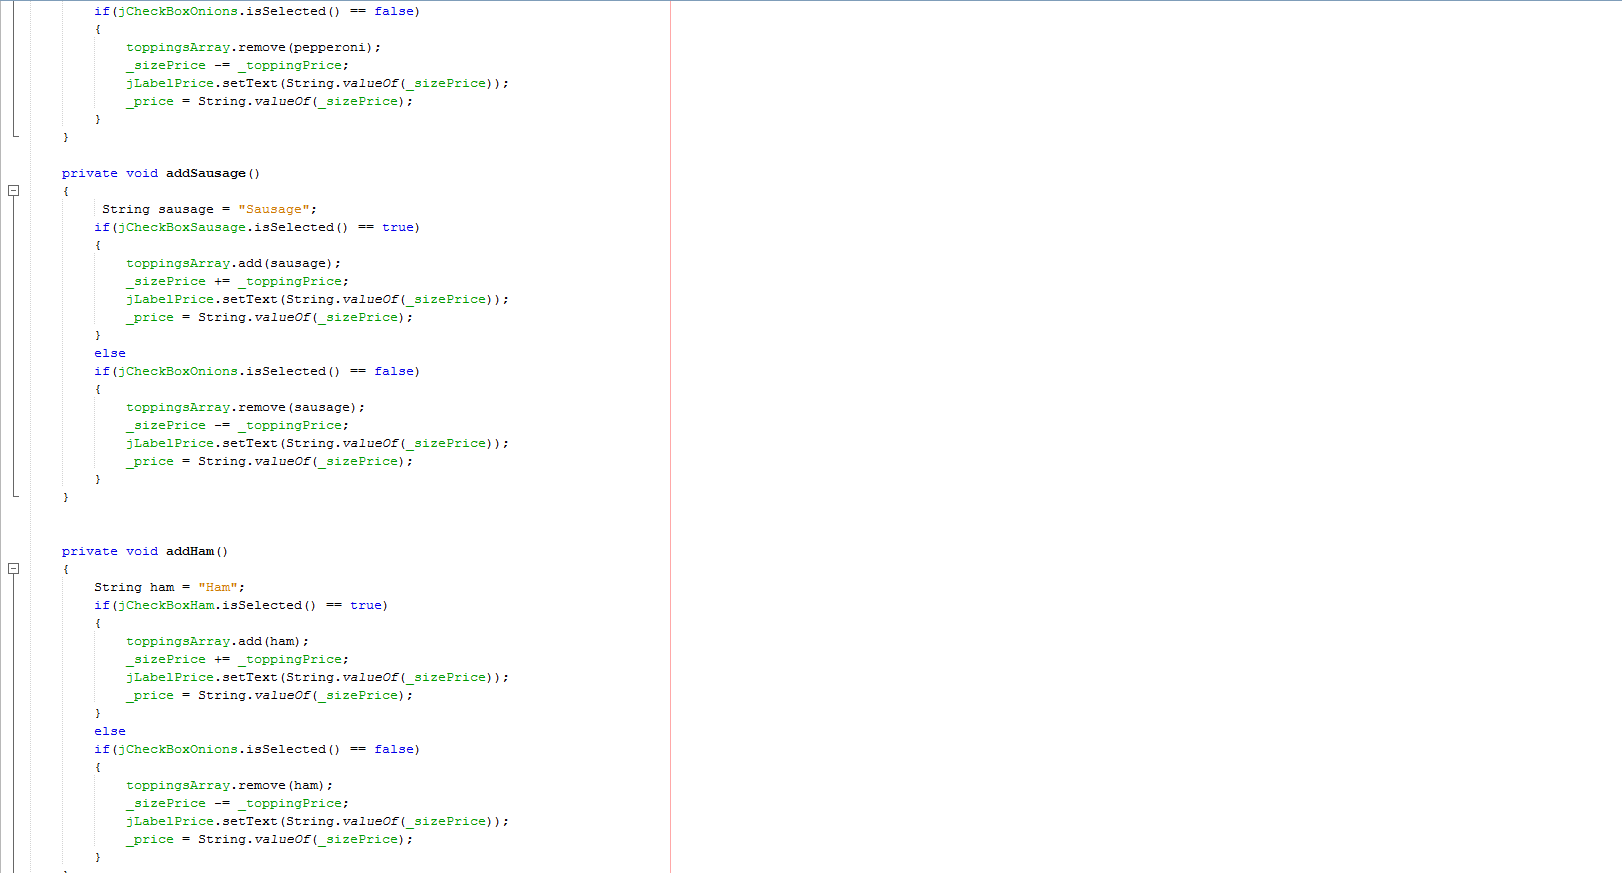 if(jCheckBoxOnions.isSelected() == false)
{
toppingsArray.remove(pepperoni);
_sizePrice -= _toppingPrice;
jLabelPrice.setText(String.valueOf(_sizePrice));
_price = String.valueOf(_sizePrice);
}
}
private void addSausage()
{
String sausage = "Sausage";
if(jCheckBoxSausage.isSelected() == true)
{
toppingsArray.add(sausage);
_sizePrice += _toppingPrice;
jLabelPrice.setText(String.valueOf(_sizePrice));
_price = String.valueOf(_sizePrice);
}
else
if(jCheckBoxOnions.isSelected() == false)
{
toppingsArray.remove(sausage);
_sizePrice -= _toppingPrice;
jLabelPrice.setText(String.valueOf(_sizePrice));
_price = String.valueOf(_sizePrice);
}
}
private void addHam()
{
String ham = "Ham";
if(jCheckBoxHam.isSelected() == true)
{
toppingsArray.add(ham);
_sizePrice += _toppingPrice;
jLabelPrice.setText(String.valueOf(_sizePrice));
_price = String.valueOf(_sizePrice);
}
else
if(jCheckBoxOnions.isSelected() == false)
{
toppingsArray.remove(ham);
_sizePrice -= _toppingPrice;
jLabelPrice.setText(String.valueOf(_sizePrice));
_price = String.valueOf(_sizePrice);
}